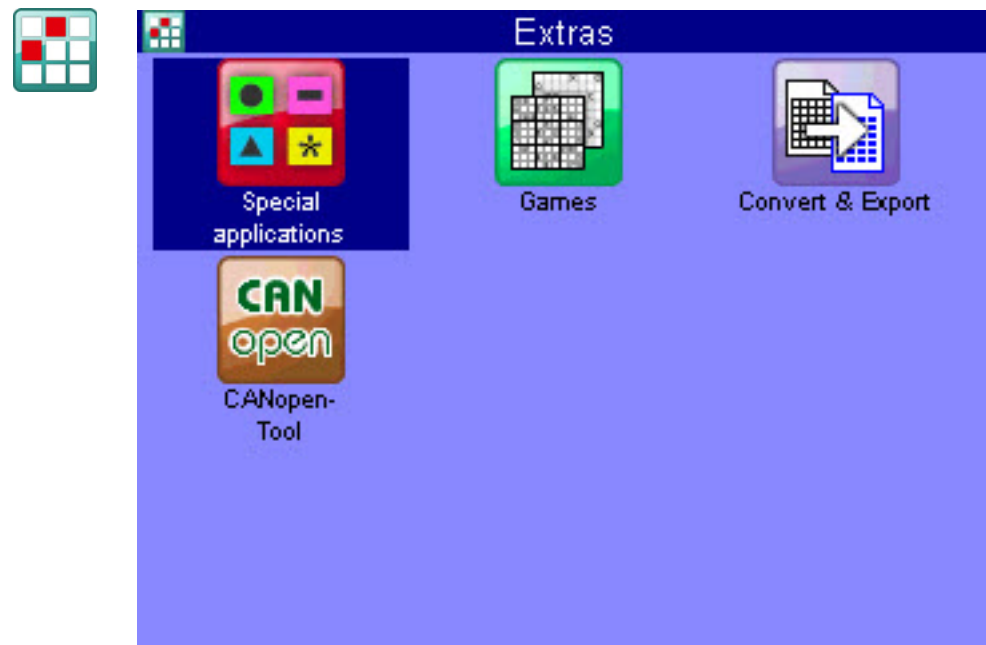 Extras
Special
applications
Games
Convert & Export
CAN
open
CANopen-
Tool